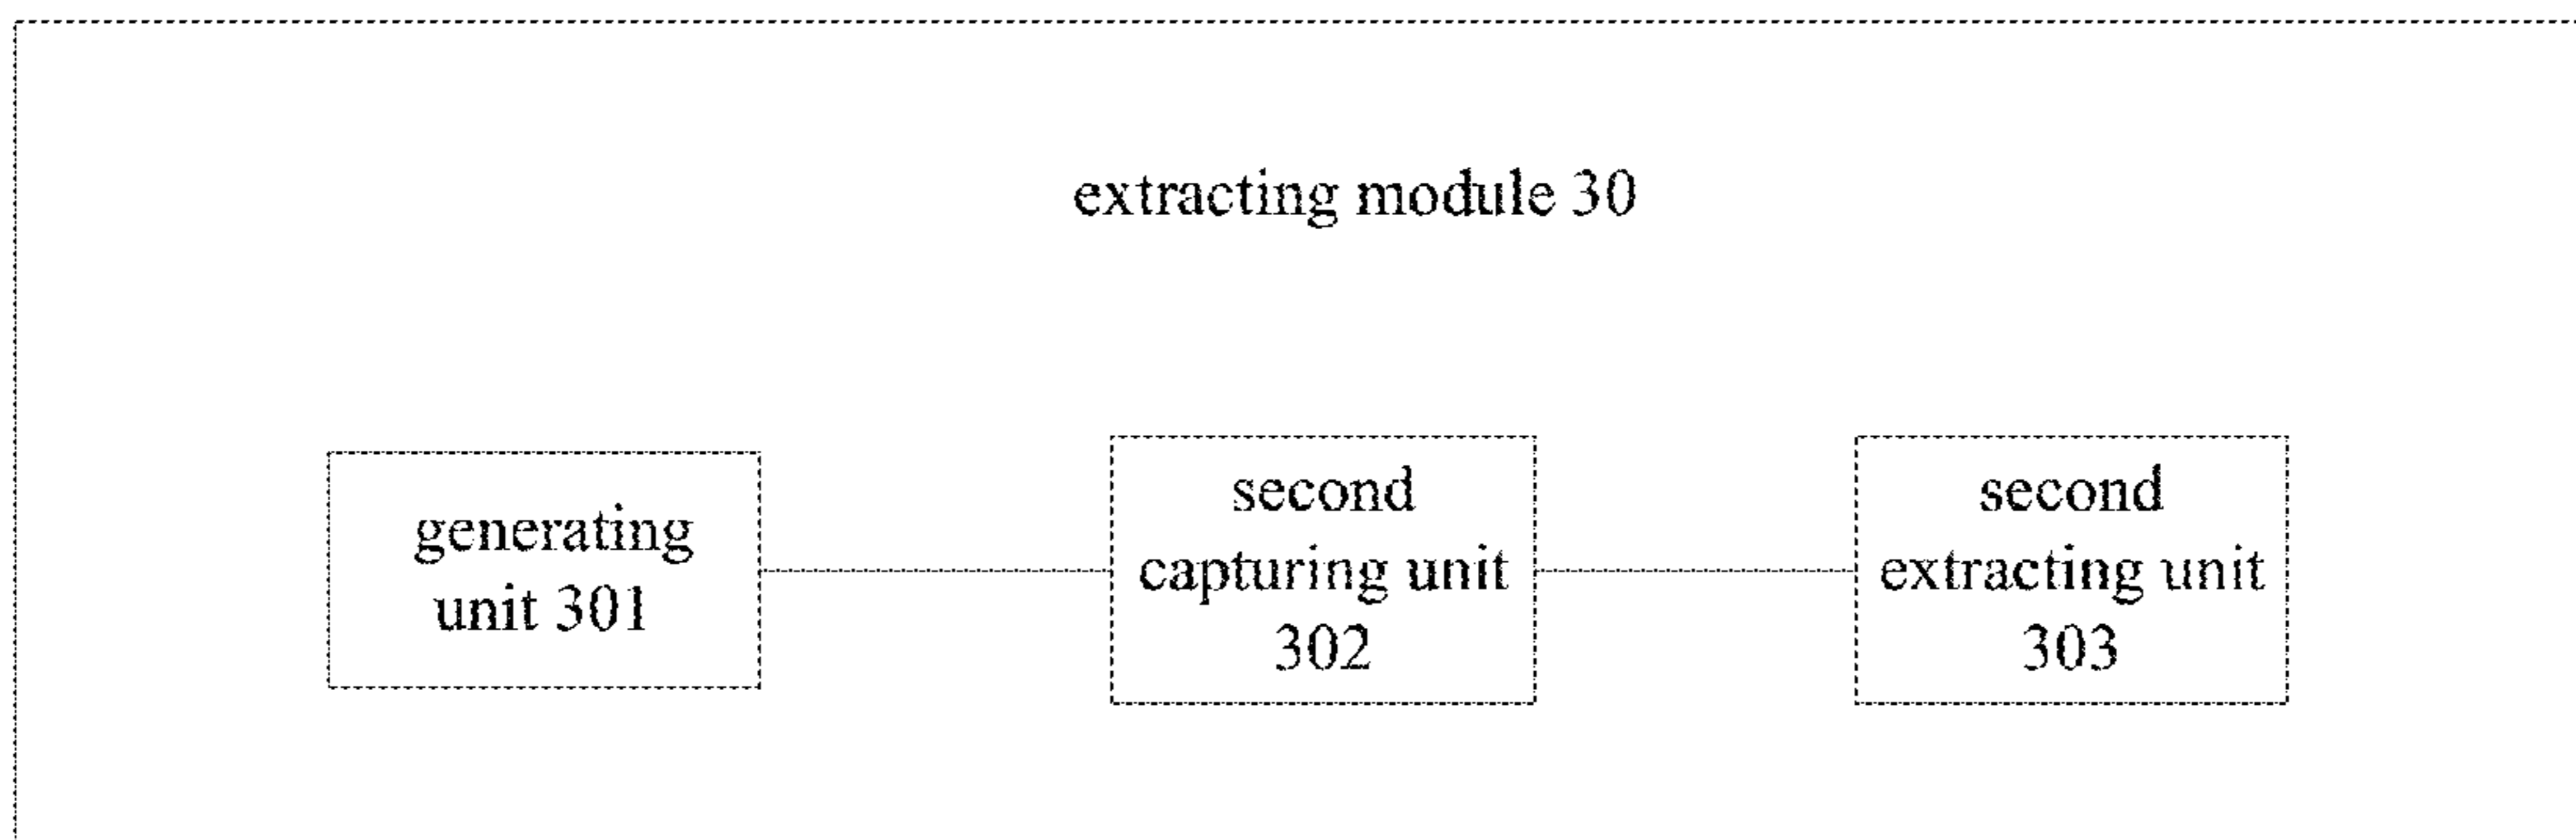 extracting module 30
generating
unit 301
second
capturing unit
302
second
extracting unit
303